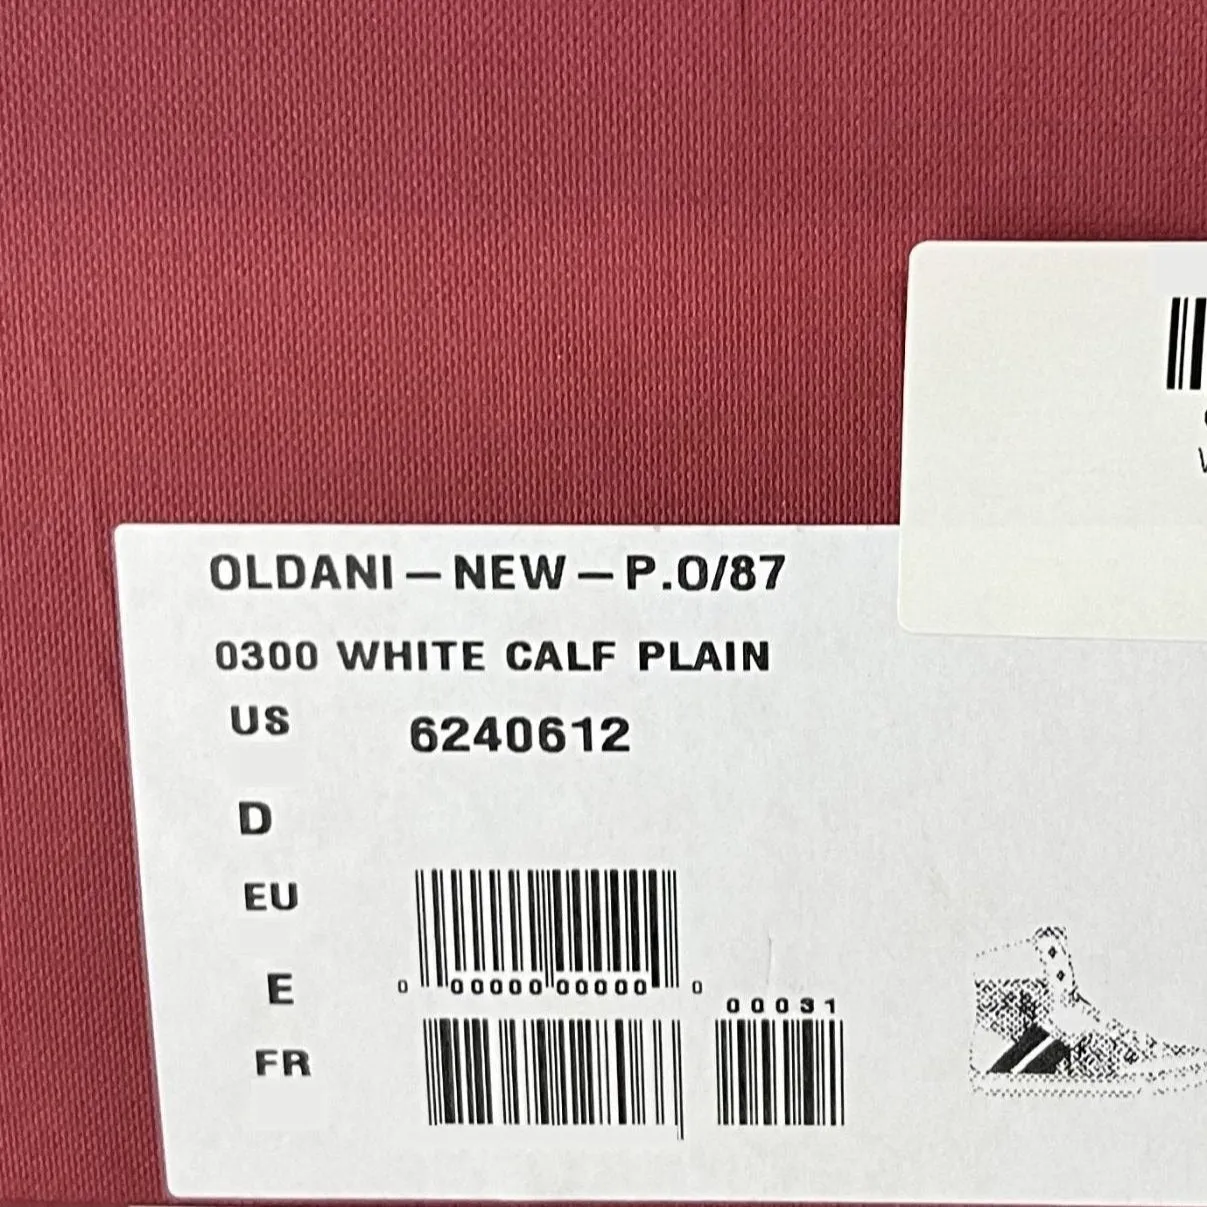 OLDANI – NEW – P.O/87
0300 WHITE CALF PLAIN
US 6240612
D
EU
E
0 00000 00000 0
00031
FR